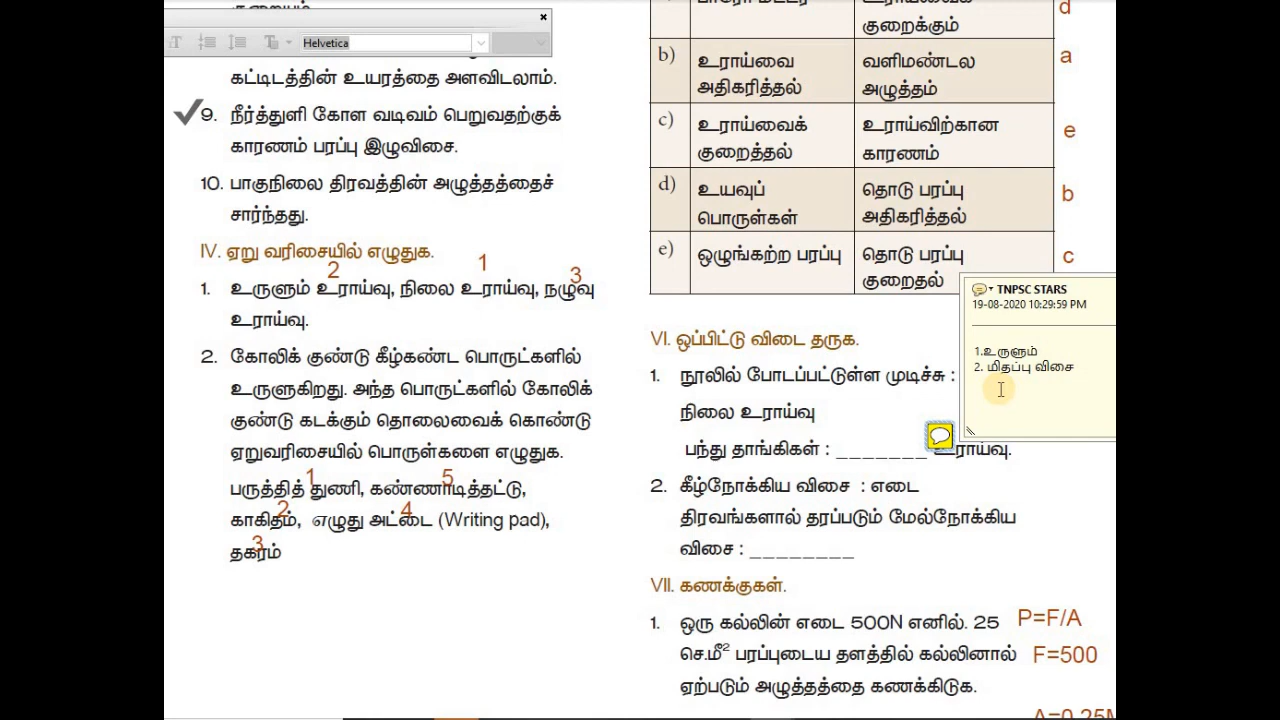 Helvetica
கட்டிடத்தின் உயரத்தை அளவிடலாம்.
9. நீர்த்துளி கோள வடிவம் பெறுவதற்குக்
காரணம் பரப்பு இழுவிசை.
10. பாகுநிலை திரவத்தின் அழுத்தத்தைச்
சார்ந்தது.
IV. ஏறு வரிசையில் எழுதுக.
2 1 3
1. உருளும் உராய்வு, நிலை உராய்வு, நழுவு
உராய்வு.
2. கோலிக் குண்டு கீழ்கண்ட பொருட்களில்
உருளுகிறது. அந்த பொருட்களில் கோலிக்
குண்டு கடக்கும் தொலைவைக் கொண்டு
ஏறுவரிசையில் பொருள்களை எழுதுக.
1 5
பருத்தித் துணி, கண்ணாடித்தட்டு,
2 4
காகிதம், எழுது அட்டை (Writing pad),
3
தகரம்
குறைக்கும் d
b) உராய்வை அதிகரித்தல் வளிமண்டல அழுத்தம் a
c) உராய்வைக் குறைத்தல் உராய்விற்கான காரணம் e
d) உயவுப் பொருள்கள் தொடு பரப்பு அதிகரித்தல் b
e) ஒழுங்கற்ற பரப்பு தொடு பரப்பு குறைதல் c
TNPSC STARS
19-08-2020 10:29:59 PM
1.உருளும்
2. மிதப்பு விசை
VI. ஒப்பிட்டு விடை தருக.
1. நூலில் போடப்பட்டுள்ள முடிச்சு :
நிலை உராய்வு
பந்து தாங்கிகள் : _______ உராய்வு.
2. கீழ்நோக்கிய விசை : எடை
திரவங்களால் தரப்படும் மேல்நோக்கிய
விசை : ________
VII. கணக்குகள்.
1. ஒரு கல்லின் எடை 500N எனில். 25 P=F/A
செ.மீ² பரப்புடைய தளத்தில் கல்லினால் F=500
ஏற்படும் அழுத்தத்தை கணக்கிடுக.